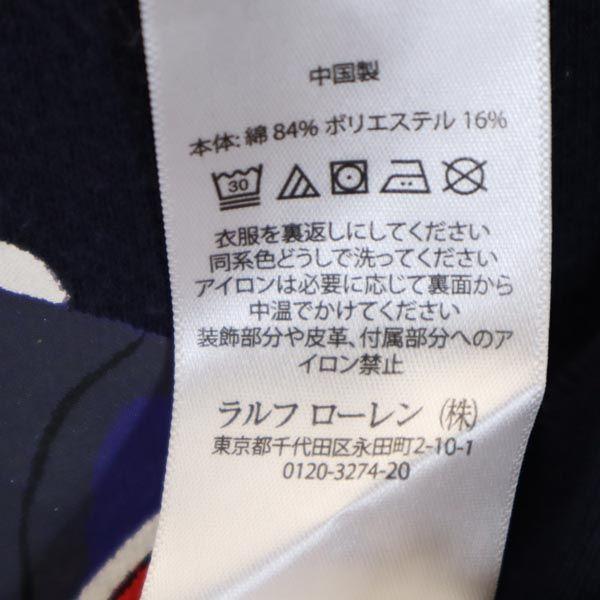 中国製
本体: 綿 84% ポリエステル 16%
30
衣服を裏返しにしてください
同系色どうしで洗ってください
アイロンは必要に応じて裏面から
中温でかけてください
装飾部分や皮革、付属部分へのア
イロン禁止
ラルフ ローレン (株)
東京都千代田区永田町2-10-1
0120-3274-20